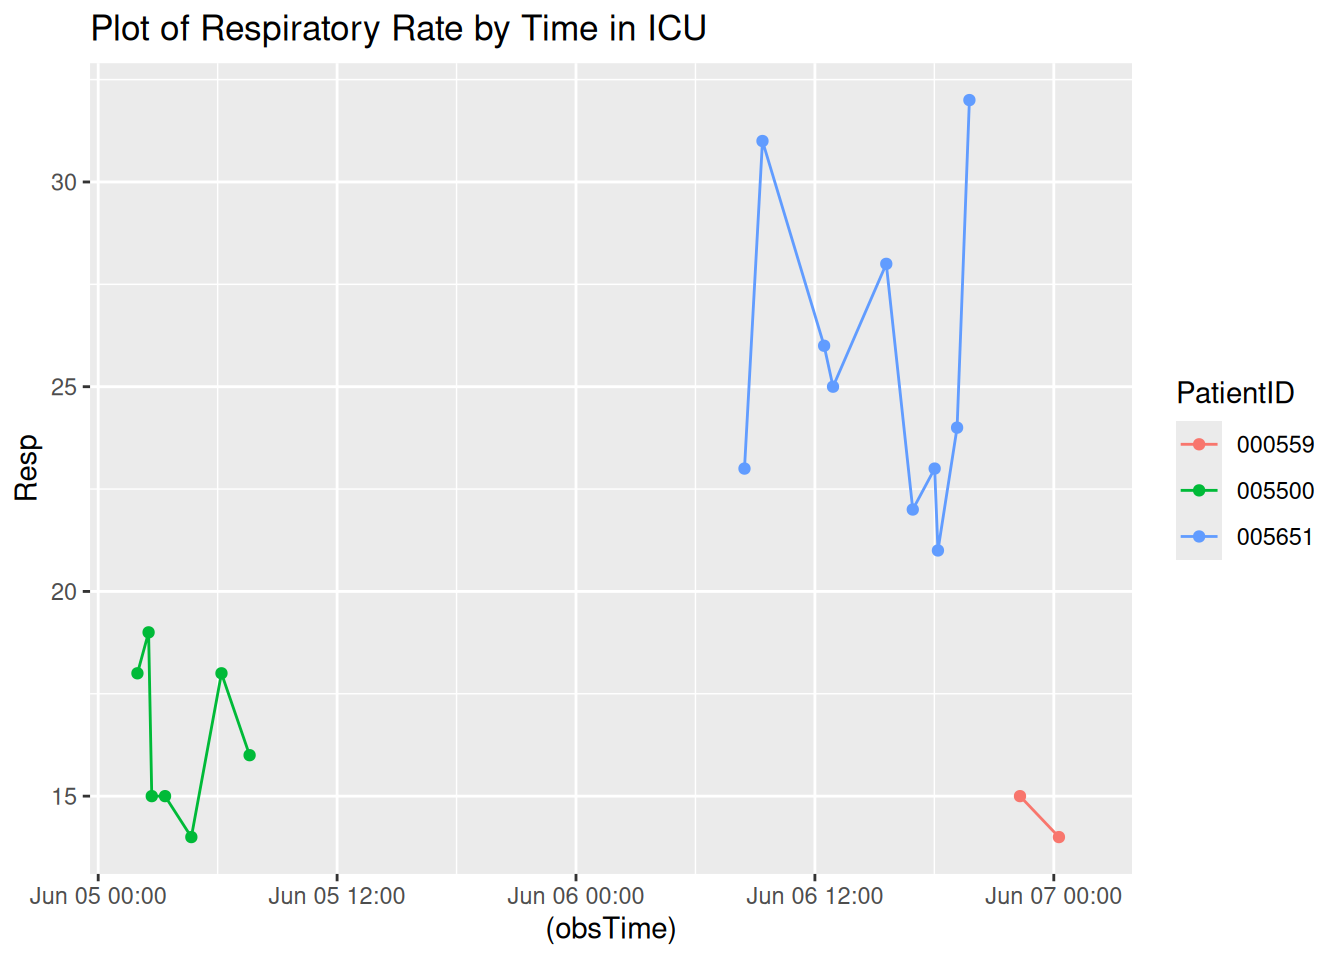 Plot of Respiratory Rate by Time in ICU
Resp
30
25
20
15
Jun 05 00:00
Jun 05 12:00
Jun 06 00:00
Jun 06 12:00
Jun 07 00:00
(obsTime)
PatientID
000559
005500
005651